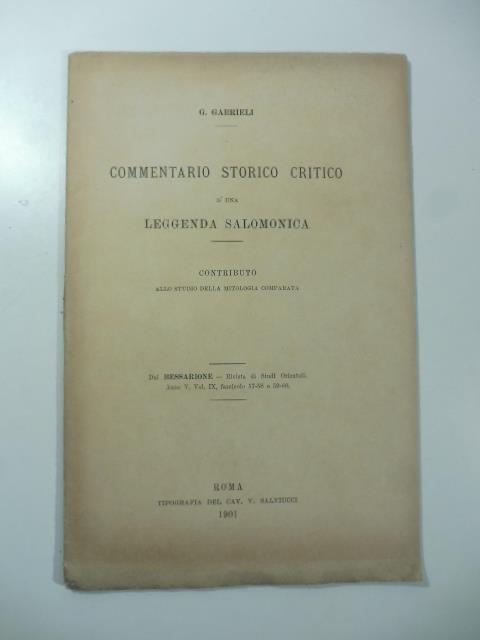 G. GABRIELI
COMMENTARIO STORICO CRITICO
D'UNA
LEGGENDA SALOMONICA
CONTRIBUTO
ALLO STUDIO DELLA MITOLOGIA COMPARATA
Dal BESSARIONE — Rivista di Studi Orientali.
Anno V, Vol. IX, fascicolo 57-58 e 59-60.
ROMA
TIPOGRAFIA DEL CAV. V. SALVIUCCI
1901